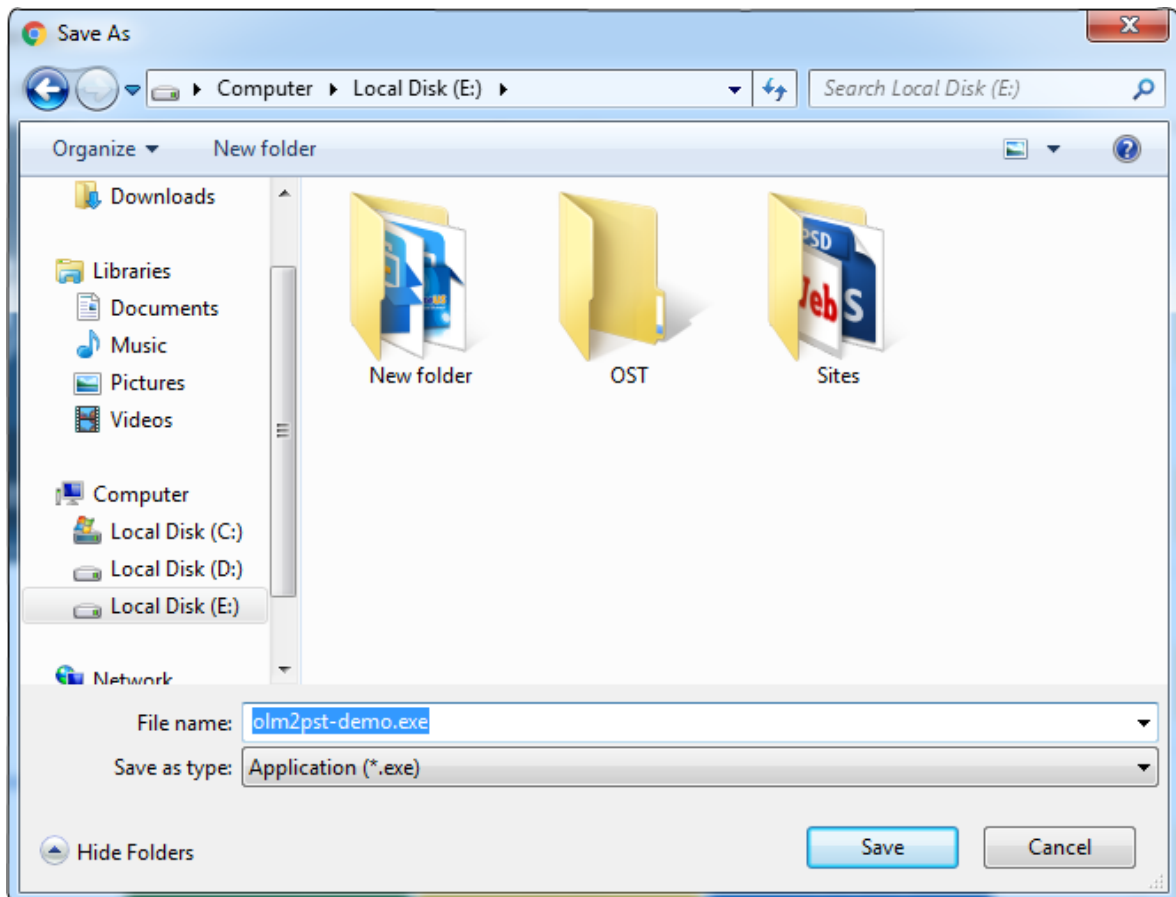 Save As
Computer Local Disk (E:)
Search Local Disk (E:)
Organize New folder
Downloads
Libraries
Documents
Music
Pictures
Videos
Computer
Local Disk (C:)
Local Disk (D:)
Local Disk (E:)
Network
New folder
OST
Sites
PSD
S
File name: olm2pst-demo.exe
Save as type: Application (*.exe)
Hide Folders
Save
Cancel